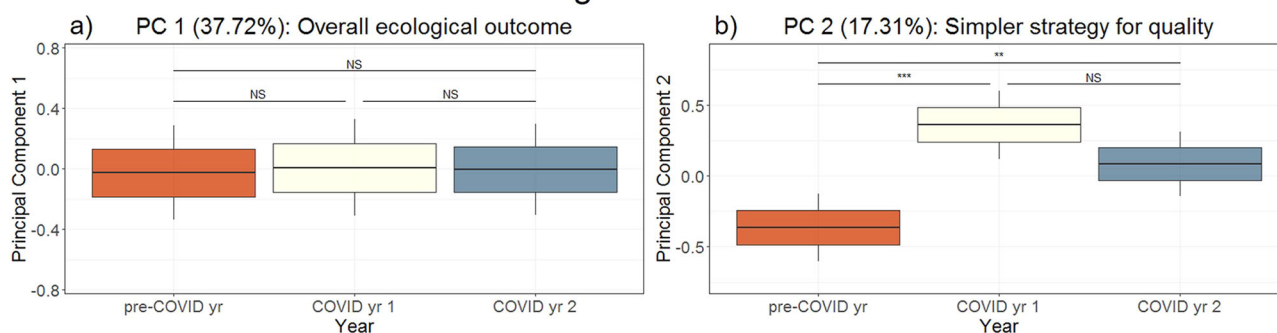 a) PC 1 (37.72%): Overall ecological outcome
0.8
0.4
0.0
-0.4
-0.8
Principal Component 1
NS
NS
NS
pre-COVID yr
COVID yr 1
COVID yr 2
Year
b) PC 2 (17.31%): Simpler strategy for quality
0.5
0.0
-0.5
Principal Component 2
**
***
NS
pre-COVID yr
COVID yr 1
COVID yr 2
Year